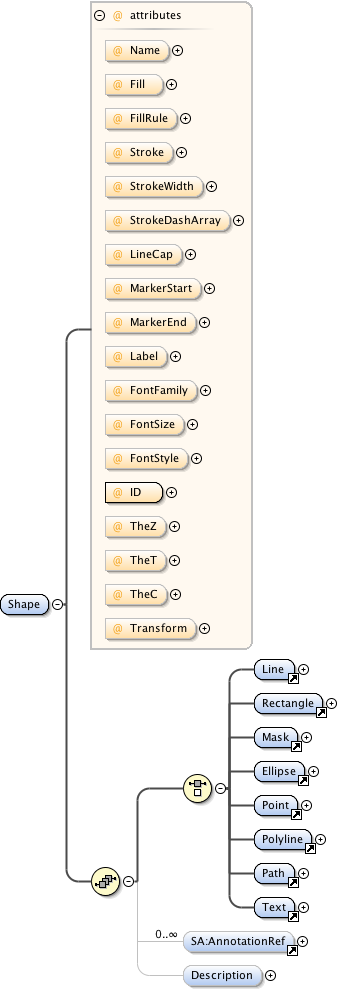 @ attributes
@ Name
@ Fill
@ FillRule
@ Stroke
@ StrokeWidth
@ StrokeDashArray
@ LineCap
@ MarkerStart
@ MarkerEnd
@ Label
@ FontFamily
@ FontSize
@ FontStyle
@ ID
@ TheZ
@ TheT
@ TheC
@ Transform
Shape
Line
Rectangle
Mask
Ellipse
Point
Polyline
Path
Text
0..∞
SA:AnnotationRef
Description